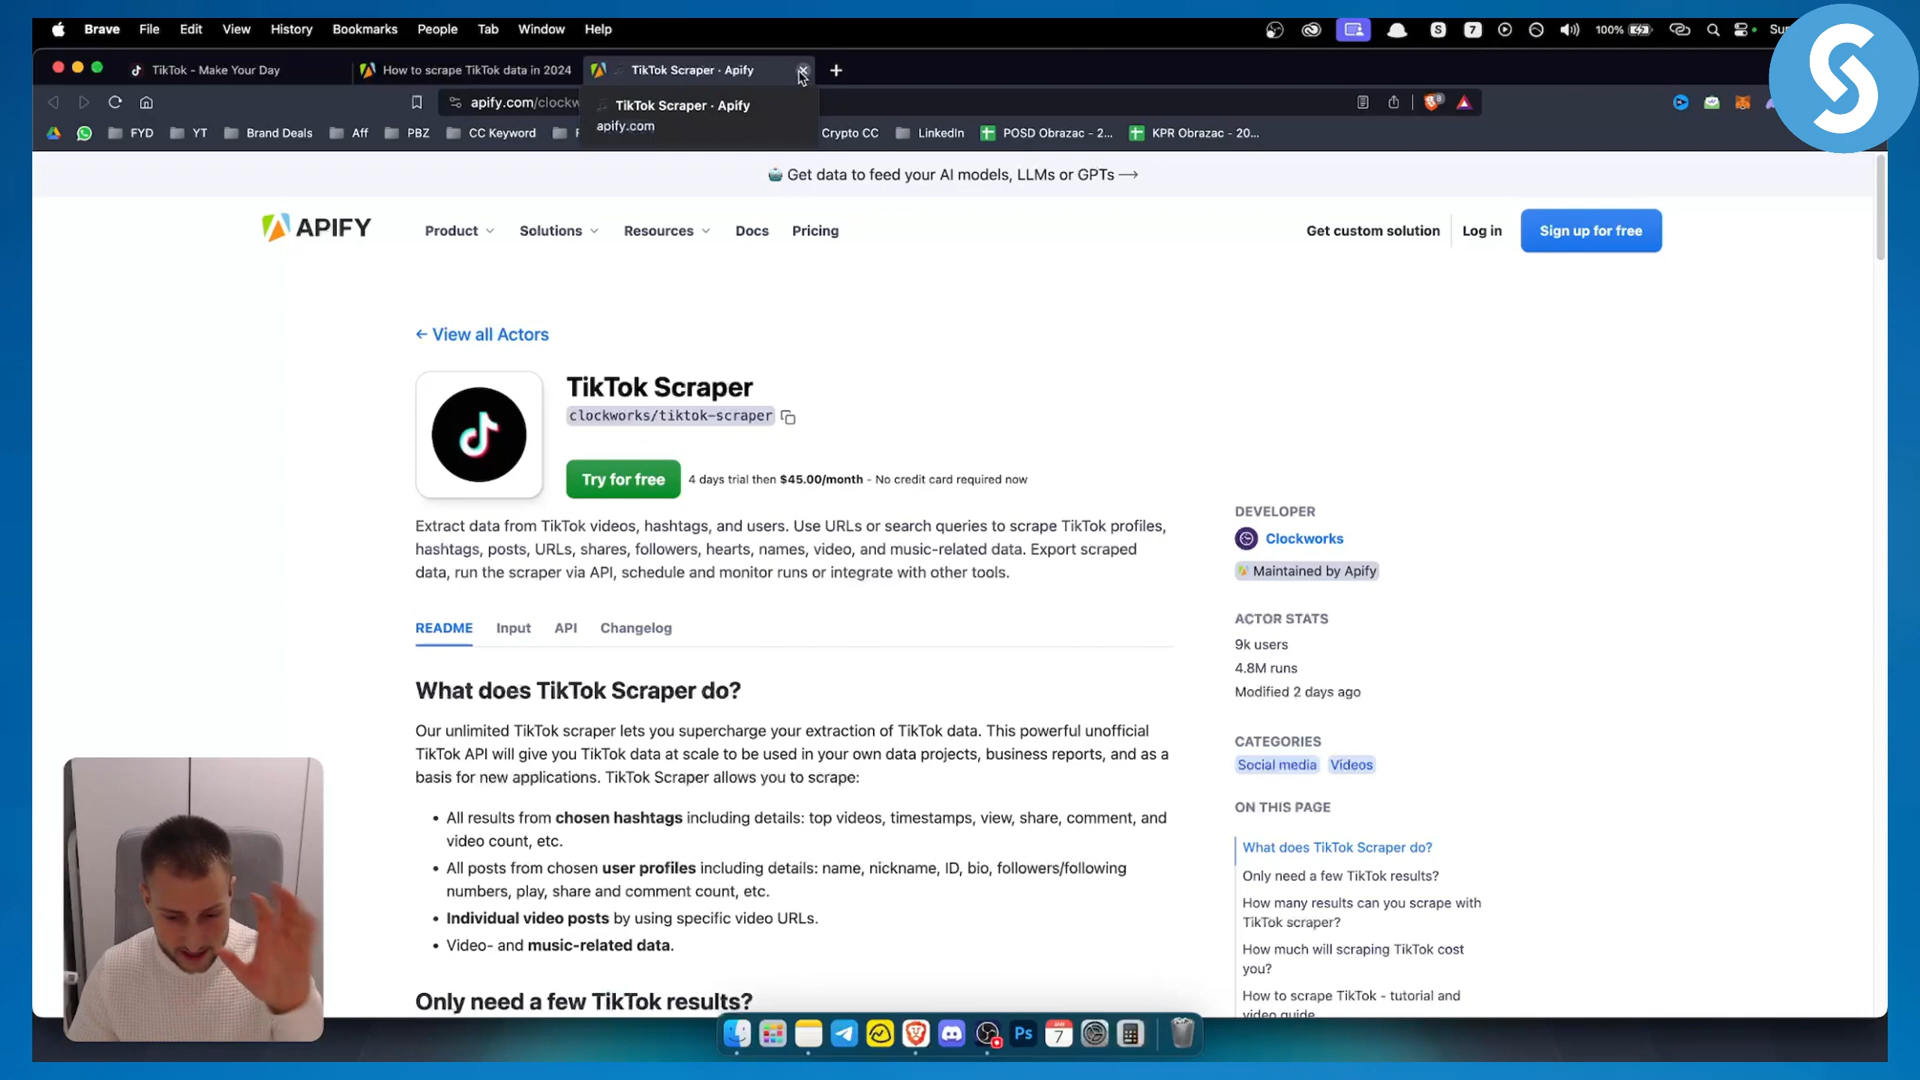 Brave File Edit View History Bookmarks People Tab Window Help
S 7 100%
TikTok - Make Your Day
How to scrape TikTok data in 2024
TikTok Scraper · Apify
apify.com/clockw
TikTok Scraper · Apify
apify.com
FYD YT Brand Deals Aff PBZ CC Keyword Crypto CC LinkedIn POSD Obrazac - 2... KPR Obrazac - 20...
Get data to feed your AI models, LLMs or GPTs →
APIFY
Product Solutions Resources Docs Pricing
Get custom solution Log in Sign up for free
← View all Actors
TikTok Scraper
clockworks/tiktok-scraper
Try for free
4 days trial then $45.00/month - No credit card required now
Extract data from TikTok videos, hashtags, and users. Use URLs or search queries to scrape TikTok profiles,
hashtags, posts, URLs, shares, followers, hearts, names, video, and music-related data. Export scraped
data, run the scraper via API, schedule and monitor runs or integrate with other tools.
README Input API Changelog
What does TikTok Scraper do?
Our unlimited TikTok scraper lets you supercharge your extraction of TikTok data. This powerful unofficial
TikTok API will give you TikTok data at scale to be used in your own data projects, business reports, and as a
basis for new applications. TikTok Scraper allows you to scrape:
• All results from chosen hashtags including details: top videos, timestamps, view, share, comment, and
video count, etc.
• All posts from chosen user profiles including details: name, nickname, ID, bio, followers/following
numbers, play, share and comment count, etc.
• Individual video posts by using specific video URLs.
• Video- and music-related data.
Only need a few TikTok results?
DEVELOPER
Clockworks
Maintained by Apify
ACTOR STATS
9k users
4.8M runs
Modified 2 days ago
CATEGORIES
Social media Videos
ON THIS PAGE
What does TikTok Scraper do?
Only need a few TikTok results?
How many results can you scrape with
TikTok scraper?
How much will scraping TikTok cost
you?
How to scrape TikTok - tutorial and
video guide
Ps
7